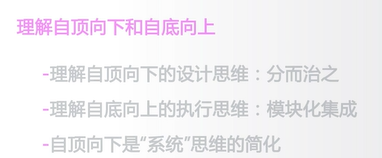 理解自顶向下和自底向上
-理解自顶向下的设计思维：分而治之
-理解自底向上的执行思维：模块化集成
-自顶向下是“系统”思维的简化